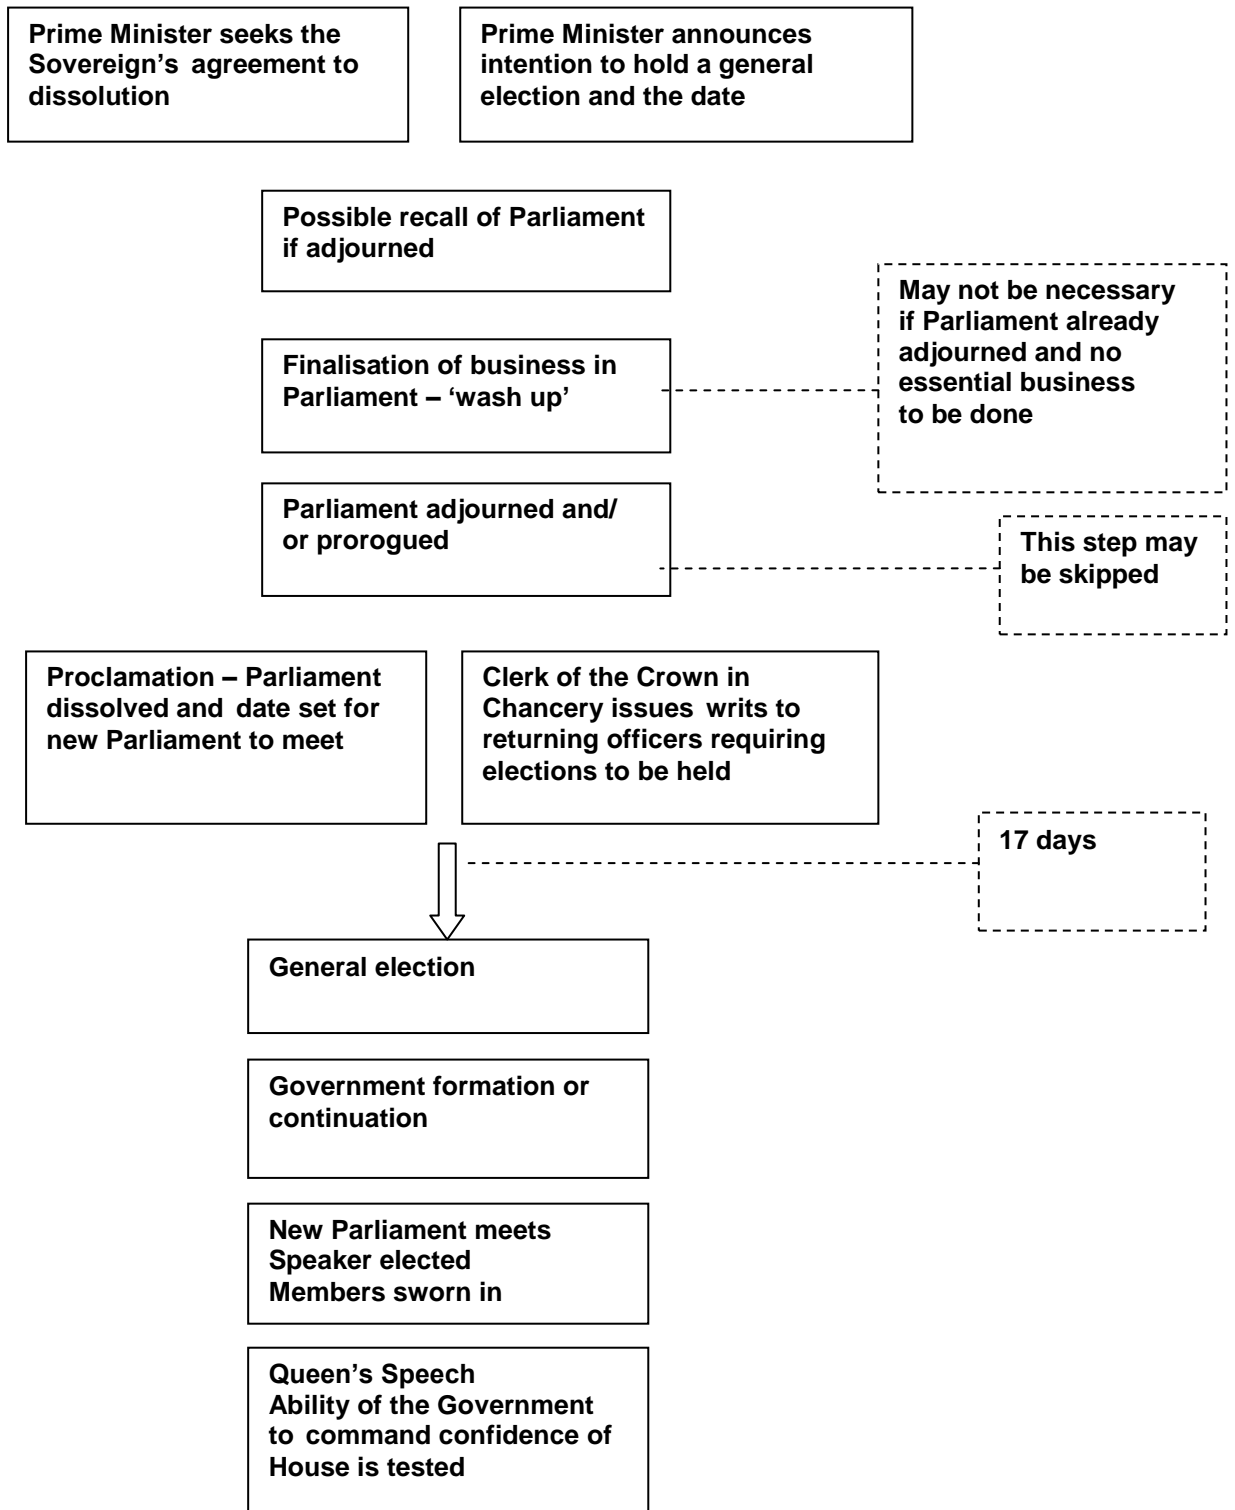 Prime Minister seeks the
Sovereign’s agreement to
dissolution
Prime Minister announces
intention to hold a general
election and the date
Possible recall of Parliament
if adjourned
Finalisation of business in
Parliament – ‘wash up’
May not be necessary
if Parliament already
adjourned and no
essential business
to be done
Parliament adjourned and/
or prorogued
This step may
be skipped
Proclamation – Parliament
dissolved and date set for
new Parliament to meet
Clerk of the Crown in
Chancery issues writs to
returning officers requiring
elections to be held
17 days
General election
Government formation or
continuation
New Parliament meets
Speaker elected
Members sworn in
Queen’s Speech
Ability of the Government
to command confidence of
House is tested